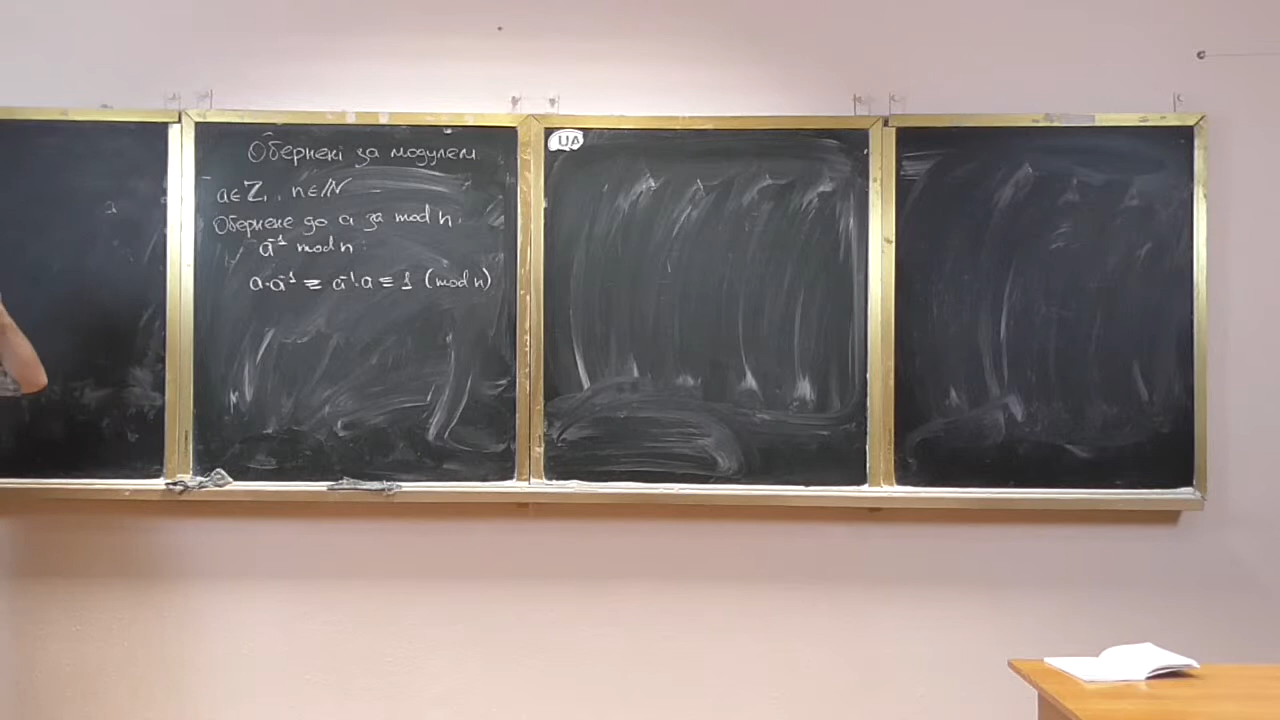 Обернені за модулем
a ∈ ℤ, n ∈ ℕ
Обернене до a за mod n:
a⁻¹ mod n:
a·a⁻¹ ≡ a⁻¹·a ≡ 1 (mod n)
UA